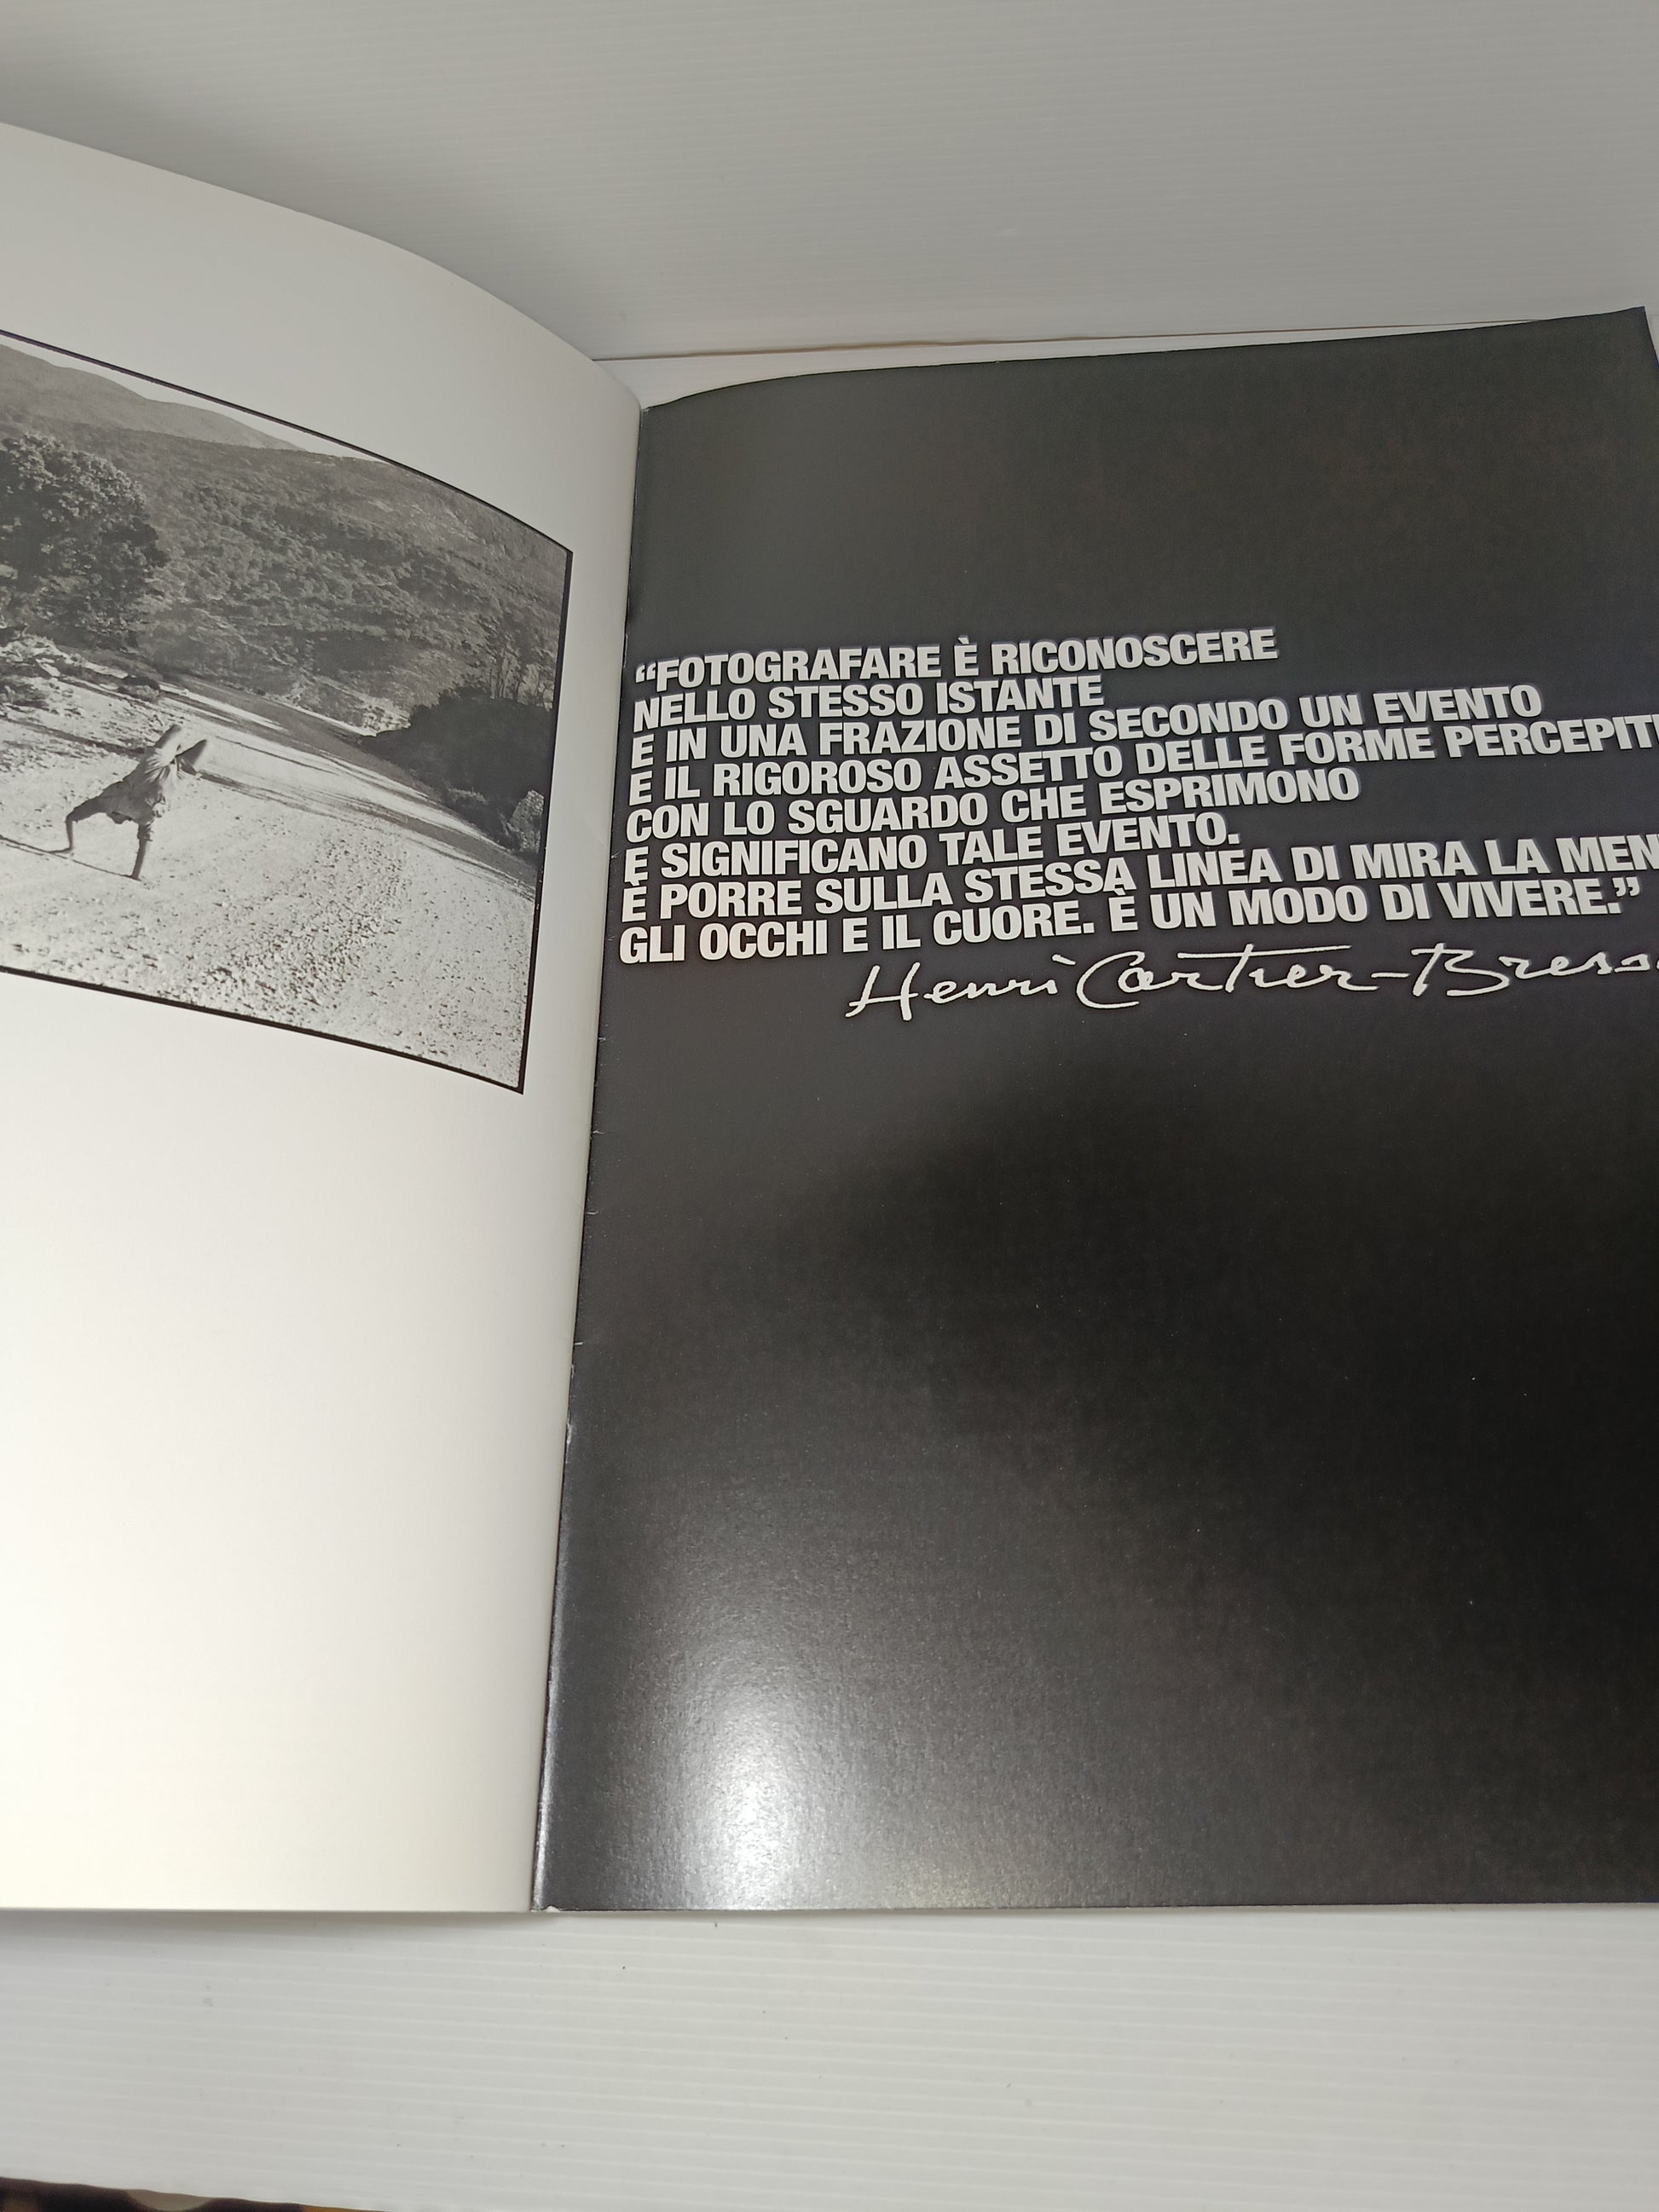 “FOTOGRAFARE È RICONOSCERE
NELLO STESSO ISTANTE
E IN UNA FRAZIONE DI SECONDO UN EVENTO
E IL RIGOROSO ASSETTO DELLE FORME
CON LO SGUARDO CHE ESPRIMONO
E SIGNIFICANO TALE EVENTO.
È PORRE SULLA STESSA LINEA DI MIRA LA
GLI OCCHI E IL CUORE. È UN MODO DI VIVERE.”
Henri Cartier-